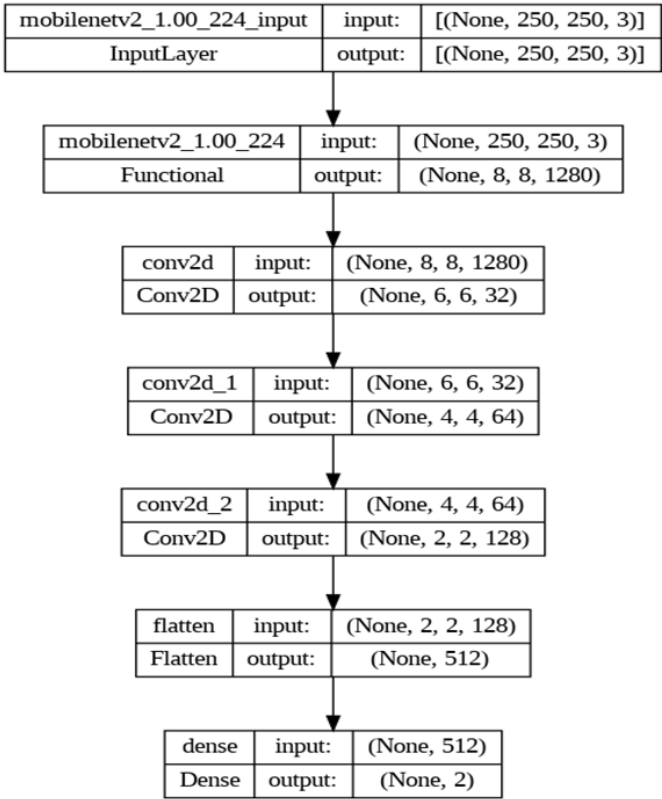 mobilenetv2_1.00_224_input input: [(None, 250, 250, 3)]
InputLayer output: [(None, 250, 250, 3)]
mobilenetv2_1.00_224 input: (None, 250, 250, 3)
Functional output: (None, 8, 8, 1280)
conv2d input: (None, 8, 8, 1280)
Conv2D output: (None, 6, 6, 32)
conv2d_1 input: (None, 6, 6, 32)
Conv2D output: (None, 4, 4, 64)
conv2d_2 input: (None, 4, 4, 64)
Conv2D output: (None, 2, 2, 128)
flatten input: (None, 2, 2, 128)
Flatten output: (None, 512)
dense input: (None, 512)
Dense output: (None, 2)